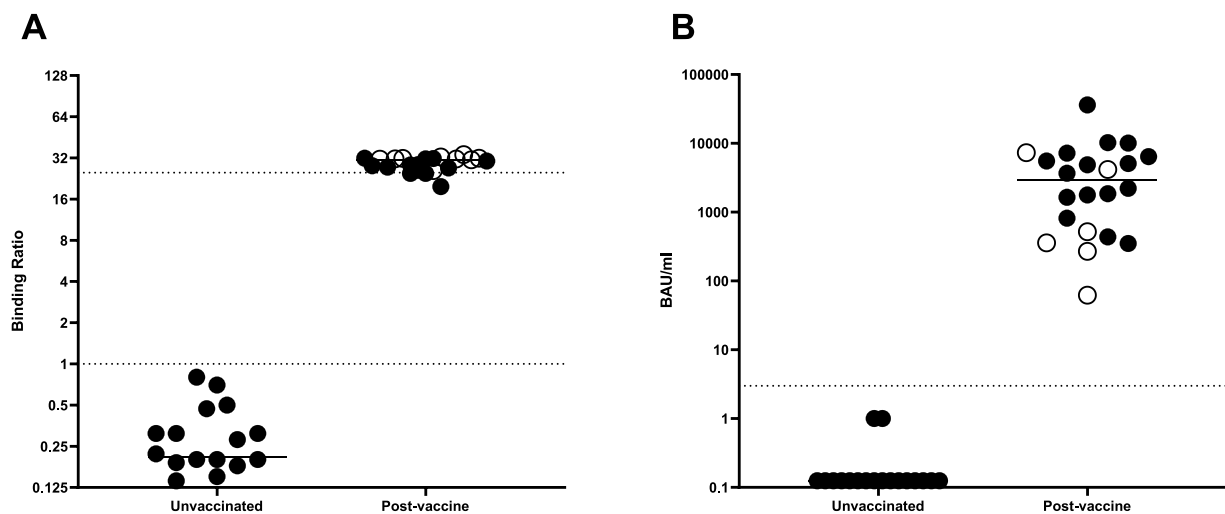 A
Binding Ratio
128
64
32
16
8
4
2
1
0.5
0.25
0.125
Unvaccinated
Post-vaccine
B
BAU/ml
100000
10000
1000
100
10
1
0.1
Unvaccinated
Post-vaccine